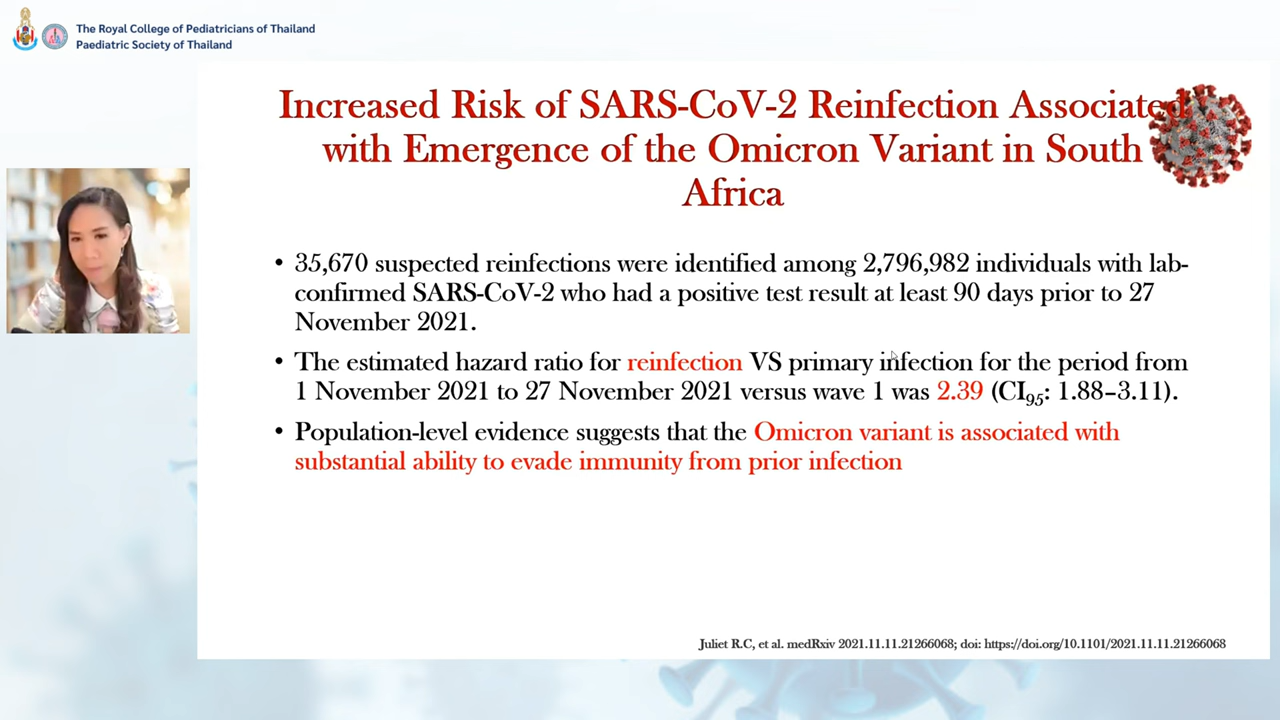 The Royal College of Pediatricians of Thailand
Paediatric Society of Thailand
Increased Risk of SARS-CoV-2 Reinfection Associated
with Emergence of the Omicron Variant in South
Africa
• 35,670 suspected reinfections were identified among 2,796,982 individuals with lab-
confirmed SARS-CoV-2 who had a positive test result at least 90 days prior to 27
November 2021.
• The estimated hazard ratio for reinfection VS primary infection for the period from
1 November 2021 to 27 November 2021 versus wave 1 was 2.39 (CI95: 1.88–3.11).
• Population-level evidence suggests that the Omicron variant is associated with
substantial ability to evade immunity from prior infection
Juliet R.C, et al. medRxiv 2021.11.11.21266068; doi: https://doi.org/10.1101/2021.11.11.21266068